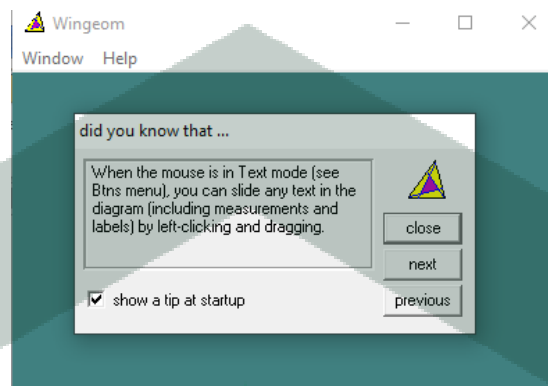 Wingeom
Window Help
did you know that ...
When the mouse is in Text mode (see
Btns menu), you can slide any text in the
diagram (including measurements and
labels) by left-clicking and dragging.
close
next
show a tip at startup
previous